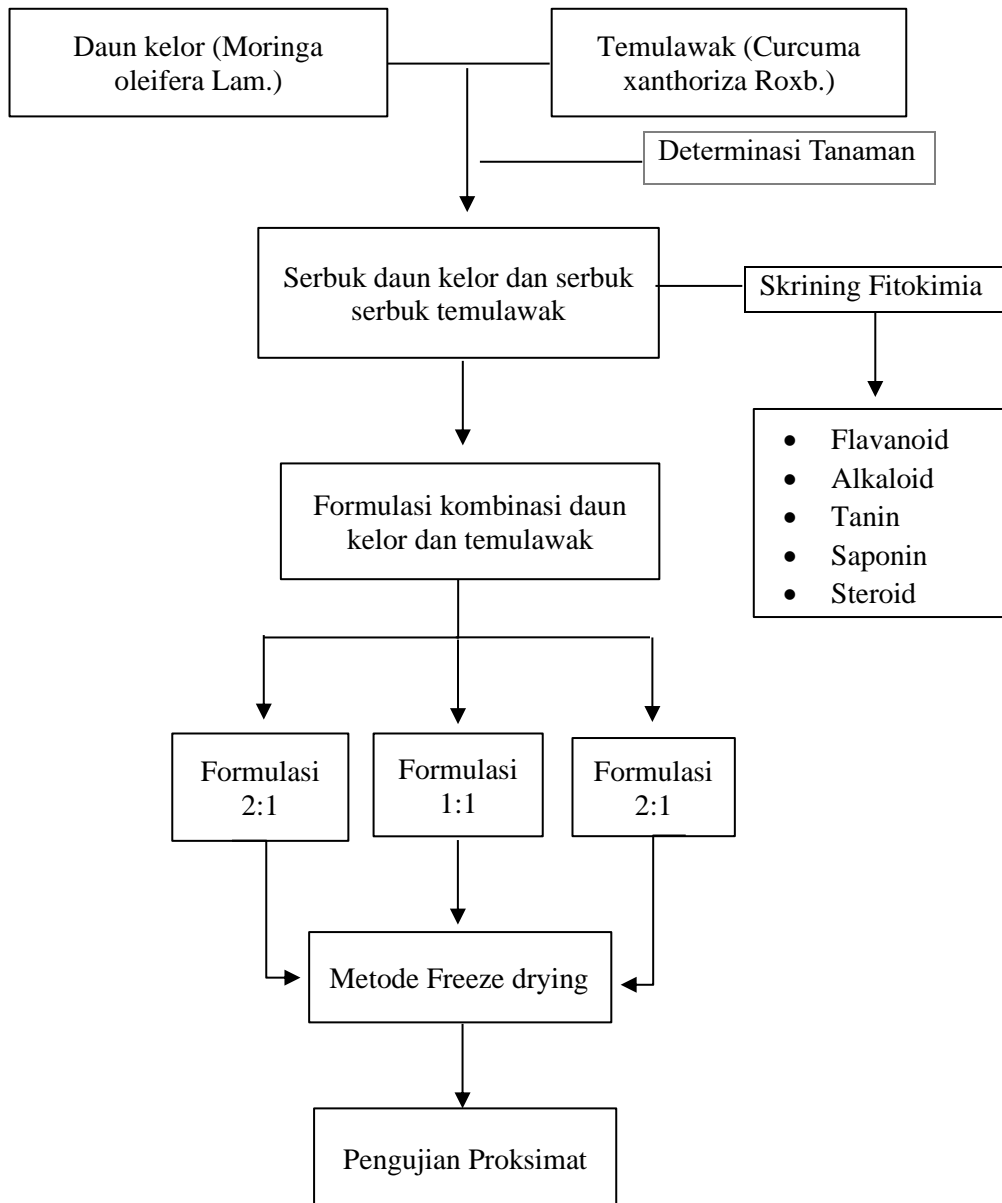 Daun kelor (Moringa
oleifera Lam.)
Temulawak (Curcuma
xanthoriza Roxb.)
Determinasi Tanaman
Serbuk daun kelor dan serbuk
serbuk temulawak
Skrining Fitokimia
• Flavanoid
• Alkaloid
• Tanin
• Saponin
• Steroid
Formulasi kombinasi daun
kelor dan temulawak
Formulasi
2:1
Formulasi
1:1
Formulasi
2:1
Metode Freeze drying
Pengujian Proksimat